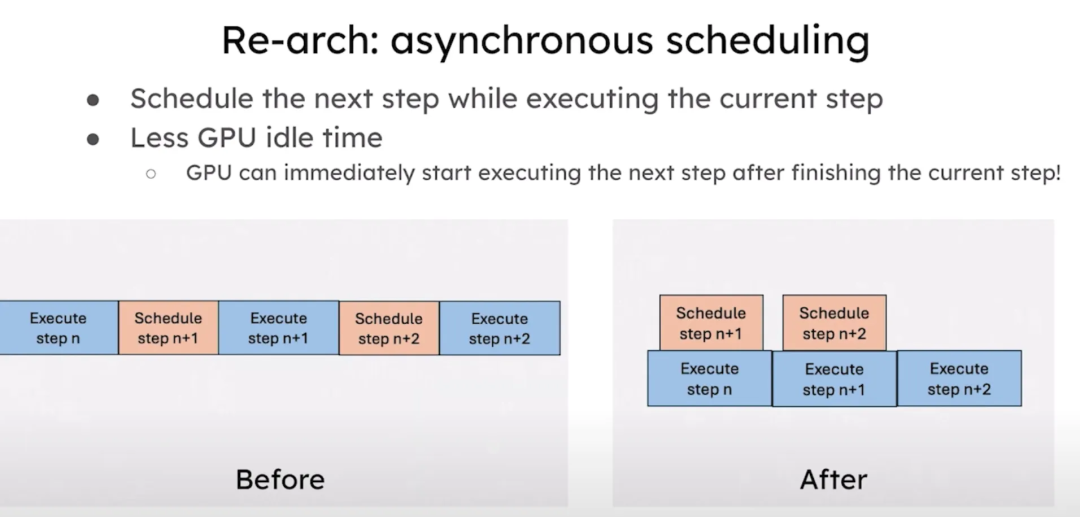 Re-arch: asynchronous scheduling
● Schedule the next step while executing the current step
● Less GPU idle time
○ GPU can immediately start executing the next step after finishing the current step!
Execute
step n
Schedule
step n+1
Execute
step n+1
Schedule
step n+2
Execute
step n+2
Before
Schedule
step n+1
Schedule
step n+2
Execute
step n
Execute
step n+1
Execute
step n+2
After